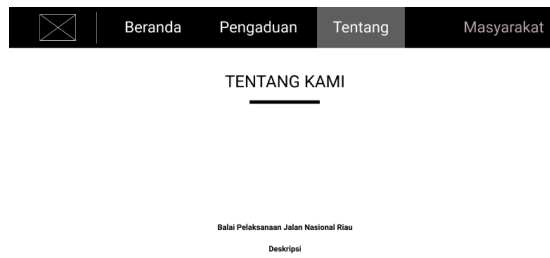 Beranda Pengaduan Tentang Masyarakat
TENTANG KAMI
Balai Pelaksanaan Jalan Nasional Riau
Deskripsi